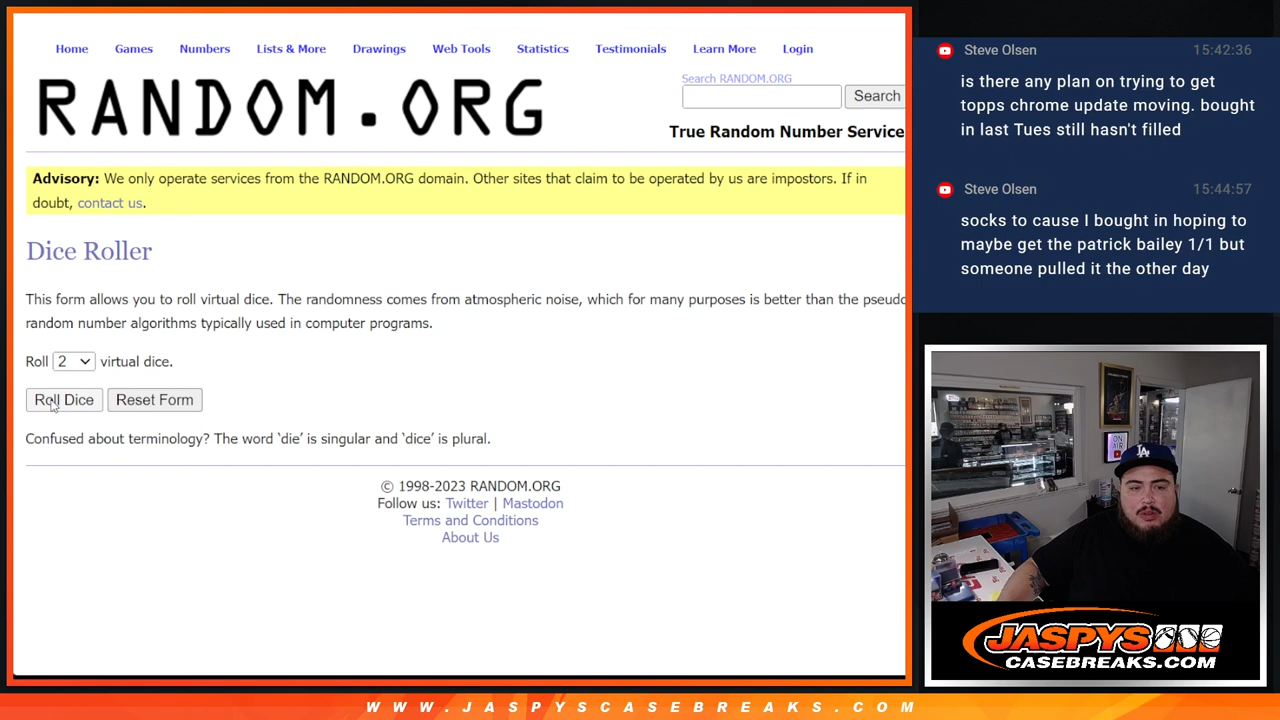 Home Games Numbers Lists & More Drawings Web Tools Statistics Testimonials Learn More Login
RANDOM.ORG
Search RANDOM.ORG
Search
True Random Number Service
Advisory: We only operate services from the RANDOM.ORG domain. Other sites that claim to be operated by us are impostors. If in
doubt, contact us.
Dice Roller
This form allows you to roll virtual dice. The randomness comes from atmospheric noise, which for many purposes is better than the pseudo
random number algorithms typically used in computer programs.
Roll 2 virtual dice.
Roll Dice Reset Form
Confused about terminology? The word ‘die’ is singular and ‘dice’ is plural.
© 1998-2023 RANDOM.ORG
Follow us: Twitter | Mastodon
Terms and Conditions
About Us
Steve Olsen 15:42:36
is there any plan on trying to get
topps chrome update moving. bought
in last Tues still hasn't filled
Steve Olsen 15:44:57
socks to cause I bought in hoping to
maybe get the patrick bailey 1/1 but
someone pulled it the other day
ON
AIR
LA
JASPYS
CASEBREAKS.COM
WWW.JASPYSCASEBREAKS.COM